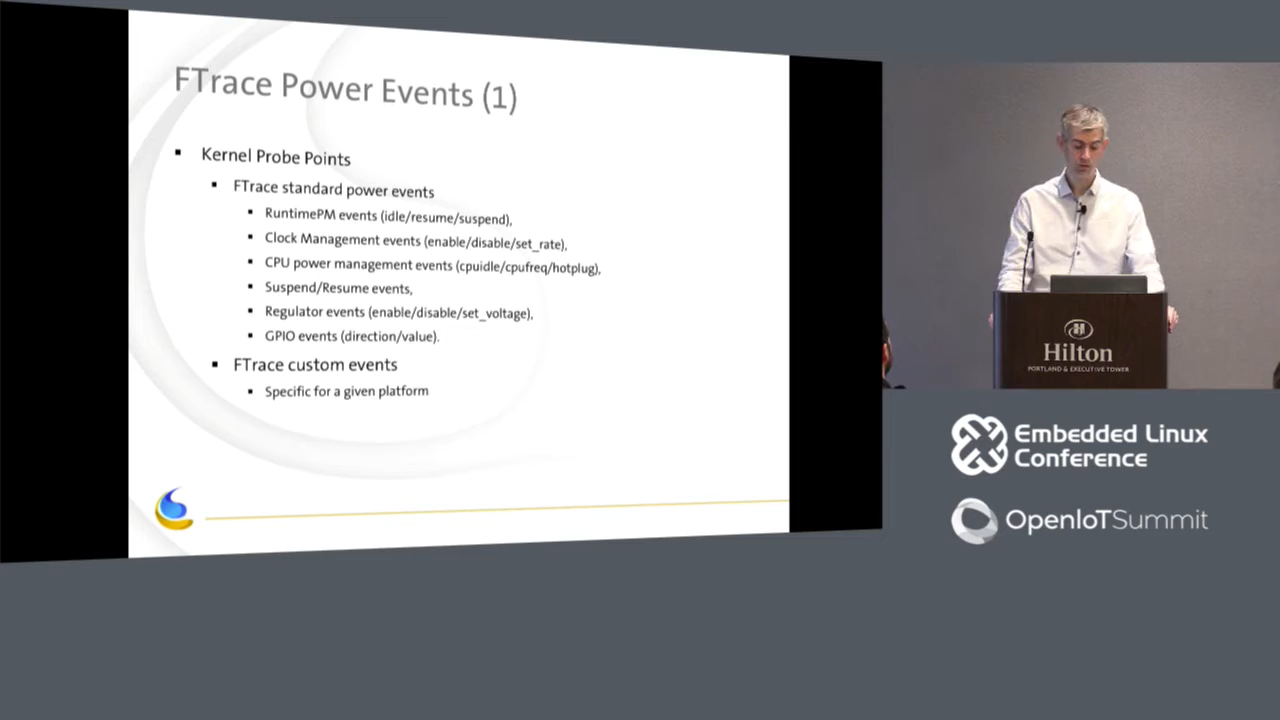 FTrace Power Events (1)
Kernel Probe Points
FTrace standard power events
RuntimePM events (idle/resume/suspend),
Clock Management events (enable/disable/set_rate),
CPU power management events (cpuidle/cpufreq/hotplug),
Suspend/Resume events,
Regulator events (enable/disable/set_voltage),
GPIO events (direction/value).
FTrace custom events
Specific for a given platform
Hilton
PORTLAND & EXECUTIVE TOWER
Embedded Linux
Conference
OpenIoTSummit